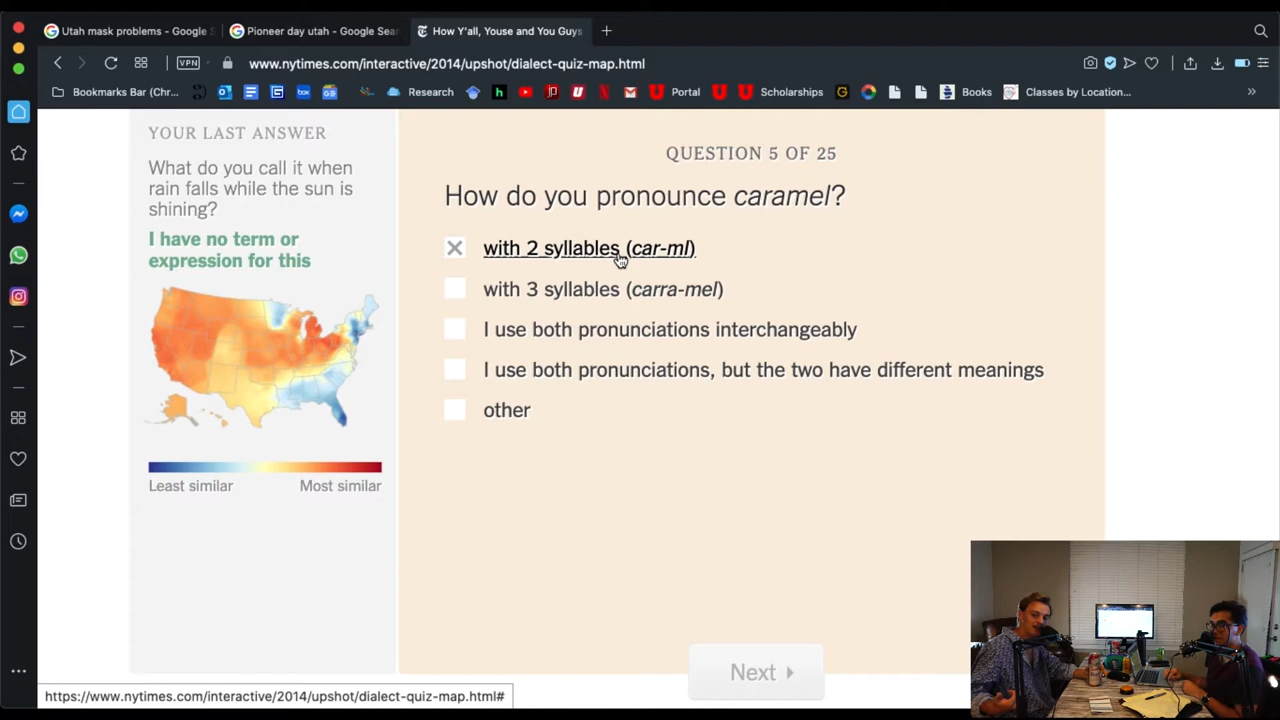 Utah mask problems - Google S
Pioneer day utah - Google Sear
How Y'all, Youse and You Guys
VPN
www.nytimes.com/interactive/2014/upshot/dialect-quiz-map.html
Bookmarks Bar (Chr...
Research
Portal
Scholarships
Books
Classes by Location...
YOUR LAST ANSWER
What do you call it when
rain falls while the sun is
shining?
I have no term or
expression for this
Least similar
Most similar
QUESTION 5 OF 25
How do you pronounce caramel?
with 2 syllables (car-ml)
with 3 syllables (carra-mel)
I use both pronunciations interchangeably
I use both pronunciations, but the two have different meanings
other
Next
https://www.nytimes.com/interactive/2014/upshot/dialect-quiz-map.html#